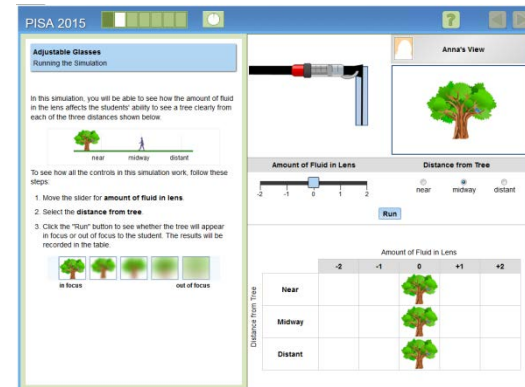 PISA 2015
?
Adjustable Glasses
Running the Simulation
In this simulation, you will be able to see how the amount of fluid
in the lens affects the students' ability to see a tree clearly from
each of the three distances shown below.
near midway distant
To see how all the controls in this simulation work, follow these
steps:
1. Move the slider for amount of fluid in lens.
2. Select the distance from tree.
3. Click the "Run" button to see whether the tree will appear
in focus or out of focus to the student. The results will be
recorded in the table.
in focus out of focus
Anna's View
Amount of Fluid in Lens Distance from Tree
-2 -1 0 1 2
near midway distant
Run
Amount of Fluid in Lens
-2 -1 0 +1 +2
Distance from Tree
Near
Midway
Distant